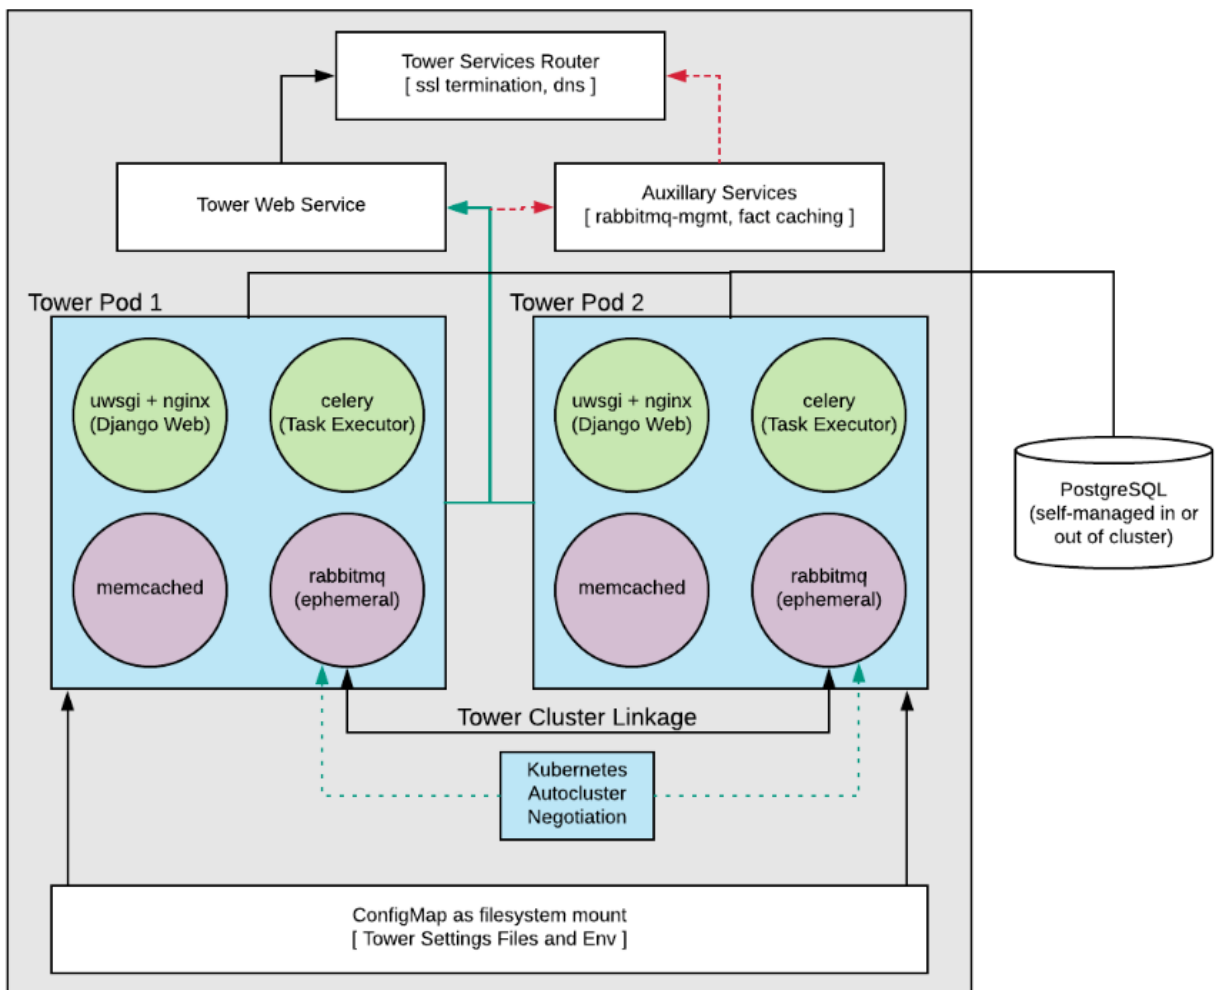 Tower Services Router
[ ssl termination, dns ]
Tower Web Service
Auxillary Services
[ rabbitmq-mgmt, fact caching ]
Tower Pod 1
uwsgi + nginx
(Django Web)
celery
(Task Executor)
memcached
rabbitmq
(ephemeral)
Tower Pod 2
uwsgi + nginx
(Django Web)
celery
(Task Executor)
memcached
rabbitmq
(ephemeral)
PostgreSQL
(self-managed in or
out of cluster)
Tower Cluster Linkage
Kubernetes
Autocluster
Negotiation
ConfigMap as filesystem mount
[ Tower Settings Files and Env ]